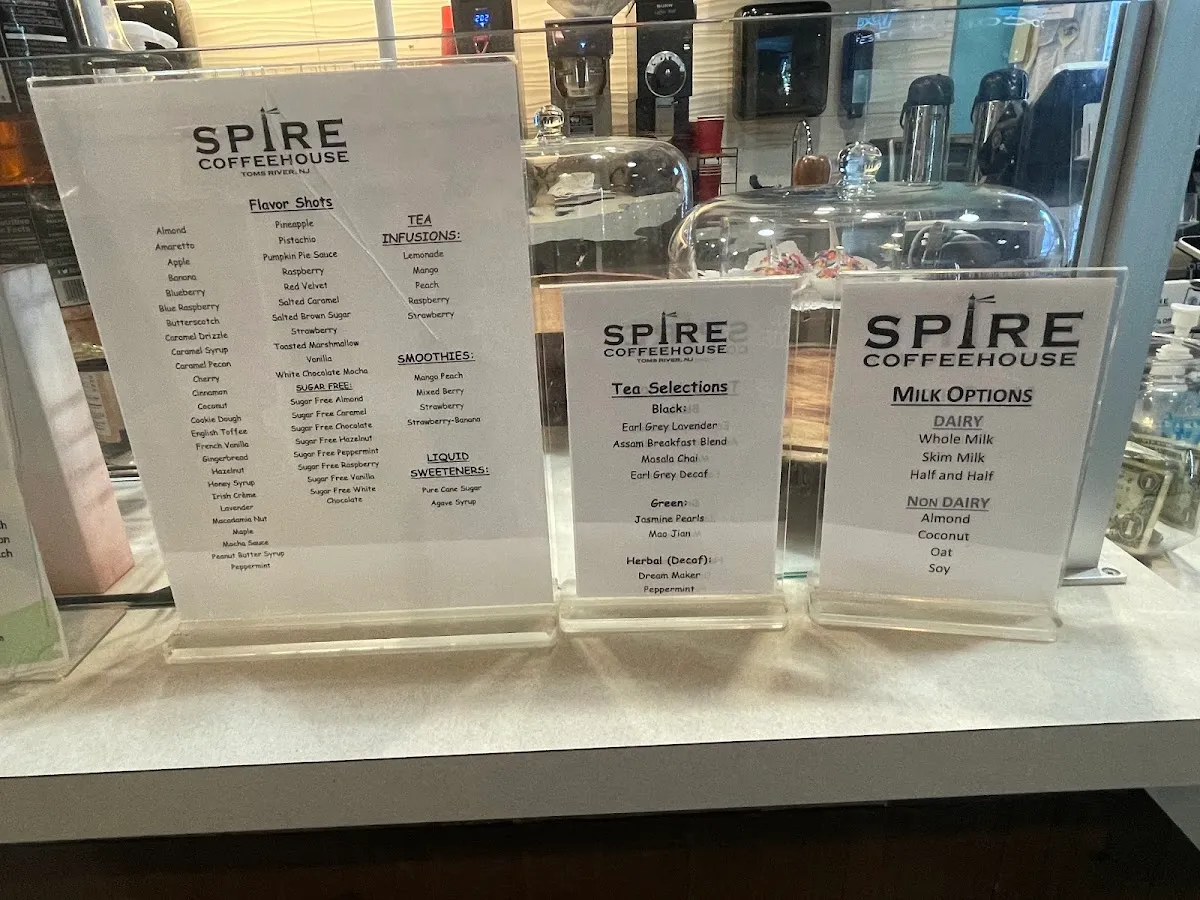 SPIRE
COFFEEHOUSE
TOMS RIVER, NJ
Flavor Shots
Almond
Amaretto
Apple
Banana
Blueberry
Blue Raspberry
Butterscotch
Caramel Drizzle
Caramel Syrup
Caramel Pecan
Cherry
Cinnamon
Coconut
Cookie Dough
English Toffee
French Vanilla
Gingerbread
Hazelnut
Honey Syrup
Irish Crème
Lavender
Macadamia Nut
Maple
Mocha Sauce
Peanut Butter Syrup
Peppermint
Pineapple
Pistachio
Pumpkin Pie Sauce
Raspberry
Red Velvet
Salted Caramel
Salted Brown Sugar
Strawberry
Toasted Marshmallow
Vanilla
White Chocolate Mocha
SUGAR FREE:
Sugar Free Almond
Sugar Free Caramel
Sugar Free Chocolate
Sugar Free Hazelnut
Sugar Free Peppermint
Sugar Free Raspberry
Sugar Free Vanilla
Sugar Free White
Chocolate
TEA
INFUSIONS:
Lemonade
Mango
Peach
Raspberry
Strawberry
SMOOTHIES:
Mango Peach
Mixed Berry
Strawberry
Strawberry-Banana
LIQUID
SWEETENERS:
Pure Cane Sugar
Agave Syrup
SPIRE
COFFEEHOUSE
TOMS RIVER, NJ
Tea Selections
Black:
Earl Grey Lavender
Assam Breakfast Blend
Masala Chai
Earl Grey Decaf
Green:
Jasmine Pearls
Mao Jian
Herbal (Decaf):
Dream Maker
Peppermint
SPIRE
COFFEEHOUSE
MILK OPTIONS
DAIRY
Whole Milk
Skim Milk
Half and Half
NON DAIRY
Almond
Coconut
Oat
Soy
202